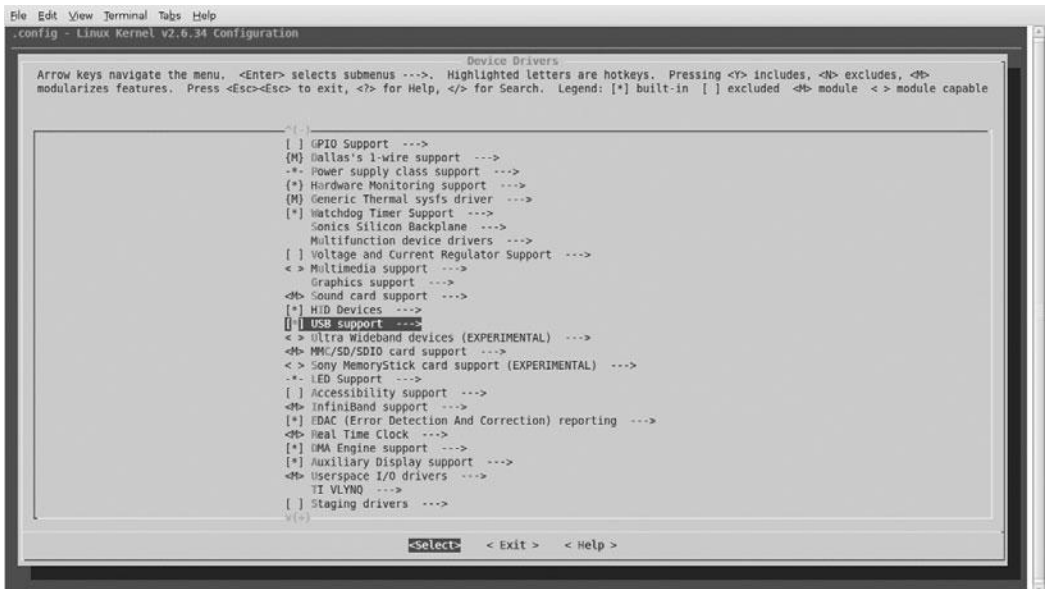 File Edit View Terminal Tabs Help
.config - Linux Kernel v2.6.34 Configuration
Device Drivers
Arrow keys navigate the menu. <Enter> selects submenus --->. Highlighted letters are hotkeys. Pressing <Y> includes, <N> excludes, <M>
modularizes features. Press <Esc><Esc> to exit, <?> for Help, </> for Search. Legend: [*] built-in [ ] excluded <M> module < > module capable
^(-)
[ ] GPIO Support --->
{M} Dallas's 1-wire support --->
-*- Power supply class support --->
{*} Hardware Monitoring support --->
{M} Generic Thermal sysfs driver --->
[*] Watchdog Timer Support --->
Sonics Silicon Backplane --->
Multifunction device drivers --->
[ ] Voltage and Current Regulator Support --->
< > Multimedia support --->
Graphics support --->
<M> Sound card support --->
[*] HID Devices --->
[*] USB support --->
< > Ultra Wideband devices (EXPERIMENTAL) --->
<M> MMC/SD/SDIO card support --->
< > Sony MemoryStick card support (EXPERIMENTAL) --->
-*- LED Support --->
[ ] Accessibility support --->
<M> InfiniBand support --->
[*] EDAC (Error Detection And Correction) reporting --->
<M> Real Time Clock --->
[*] DMA Engine support --->
[*] Auxiliary Display support --->
<M> Userspace I/O drivers --->
TI VLYNQ --->
[ ] Staging drivers --->
v(+)
<Select> < Exit > < Help >